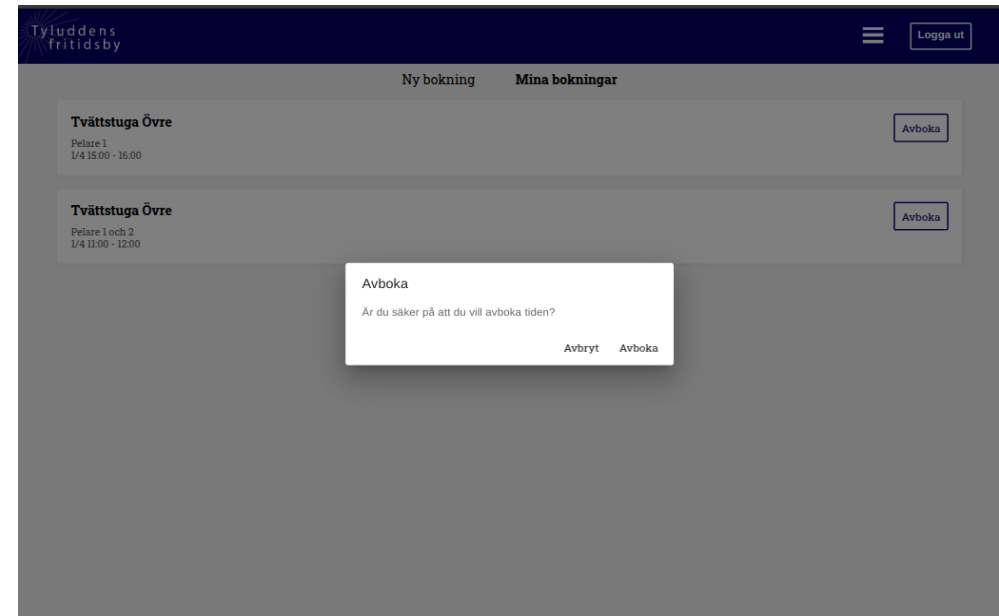 Tyluddens
fritidsby
Logga ut
Ny bokning
Mina bokningar
Tvättstuga Övre
Pelare 1
1/4 15:00 - 16:00
Avboka
Tvättstuga Övre
Pelare 1 och 2
1/4 11:00 - 12:00
Avboka
Avboka
Är du säker på att du vill avboka tiden?
Avbryt
Avboka